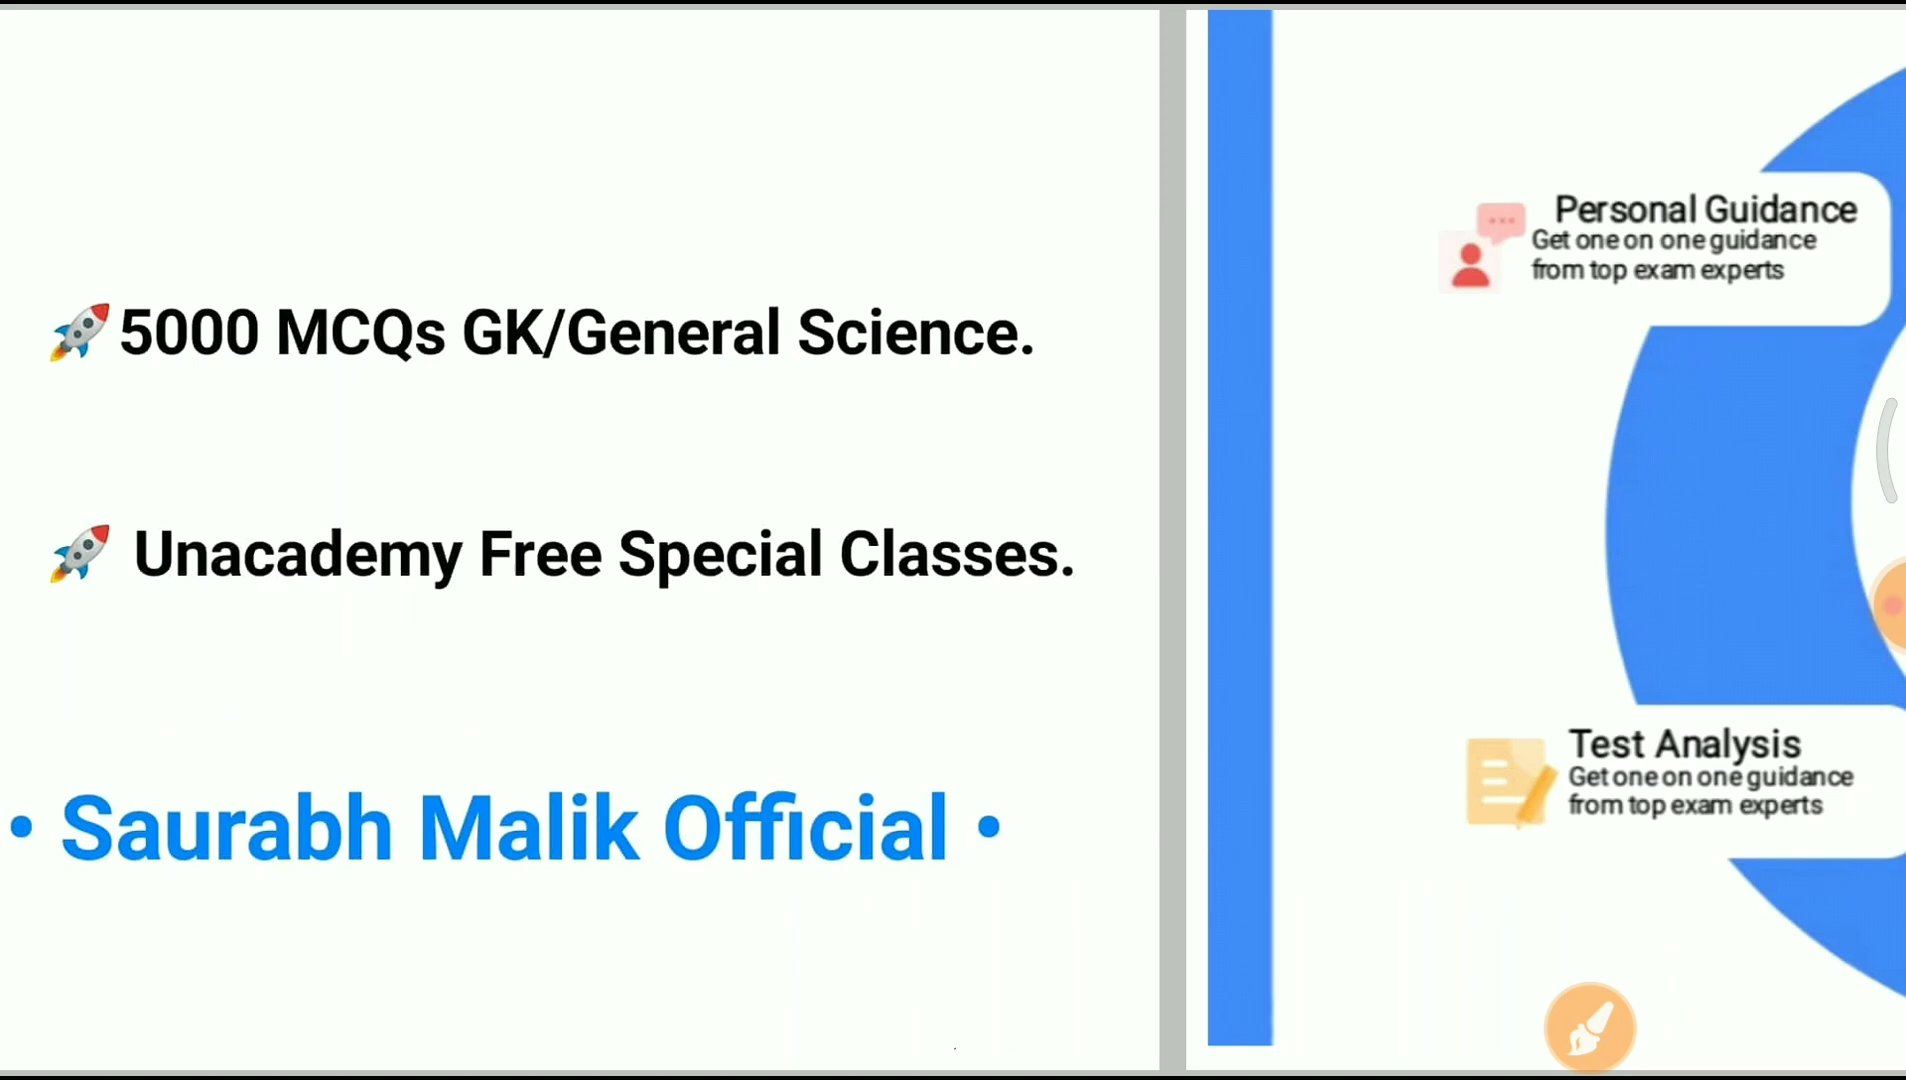 🚀5000 MCQs GK/General Science.
🚀 Unacademy Free Special Classes.
• Saurabh Malik Official •
Personal Guidance
Get one on one guidance
from top exam experts
Test Analysis
Get one on one guidance
from top exam experts